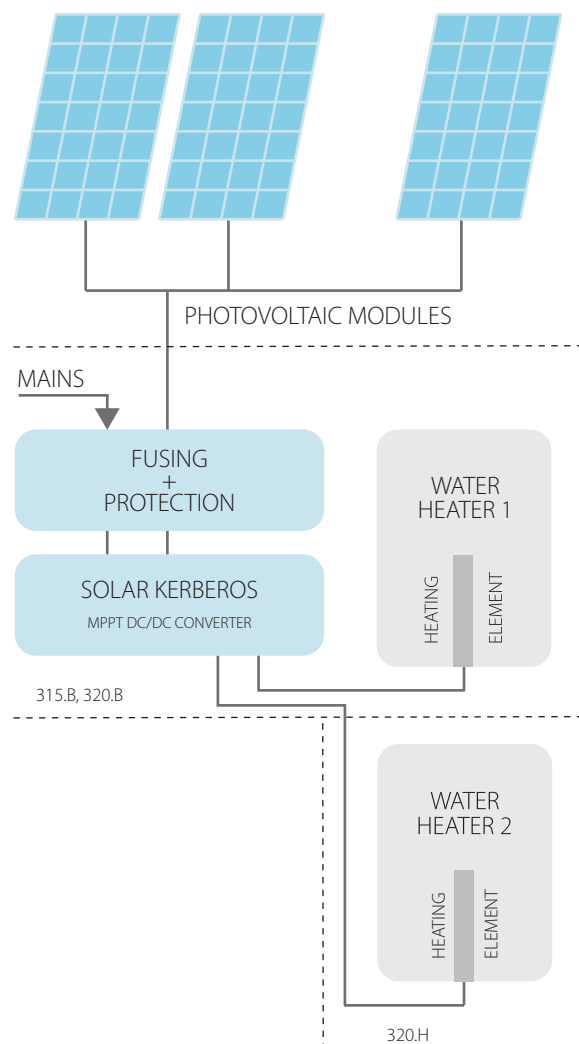 PHOTOVOLTAIC MODULES
MAINS
FUSING
+
PROTECTION
SOLAR KERBEROS
MPPT DC/DC CONVERTER
WATER
HEATER 1
HEATING
ELEMENT
315.B, 320.B
WATER
HEATER 2
HEATING
ELEMENT
320.H